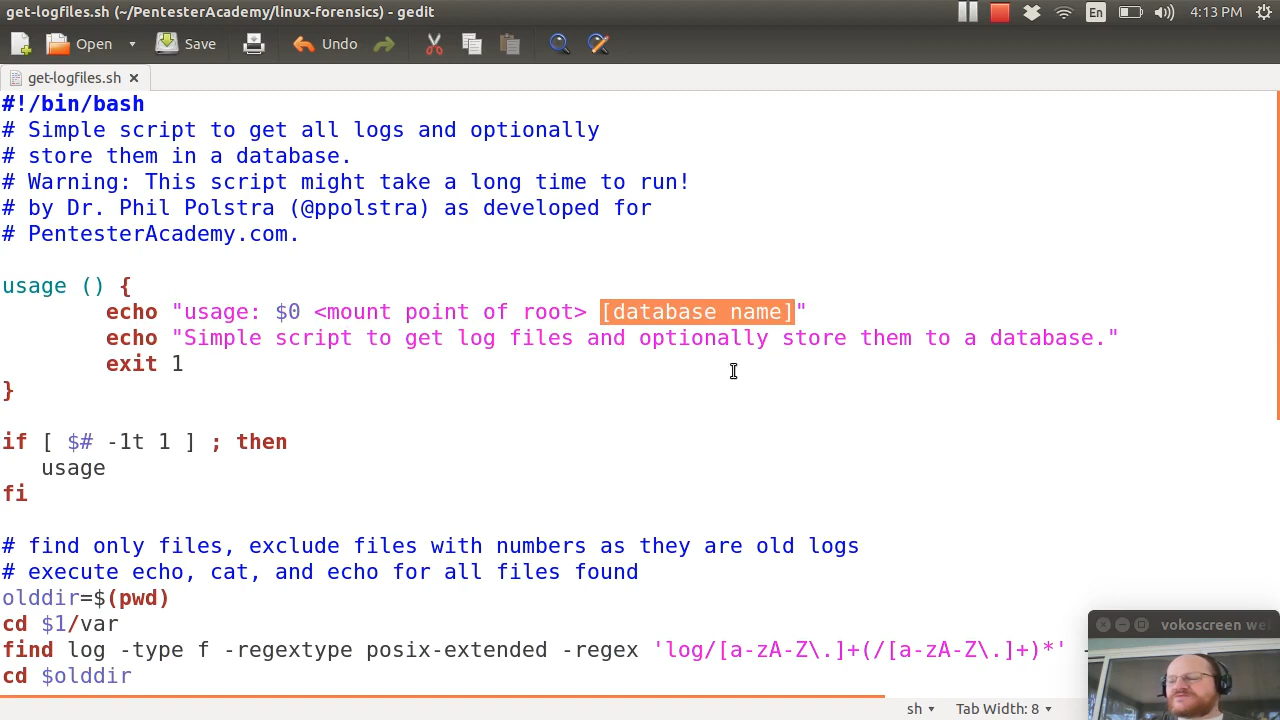 get-logfiles.sh (~/PentesterAcademy/linux-forensics) - gedit
En
4:13 PM
Open
Save
Undo
get-logfiles.sh
#!/bin/bash
# Simple script to get all logs and optionally
# store them in a database.
# Warning: This script might take a long time to run!
# by Dr. Phil Polstra (@ppolstra) as developed for
# PentesterAcademy.com.
usage () {
echo "usage: $0 <mount point of root> [database name]"
echo "Simple script to get log files and optionally store them to a database."
exit 1
}
if [ $# -1t 1 ] ; then
usage
fi
# find only files, exclude files with numbers as they are old logs
# execute echo, cat, and echo for all files found
olddir=$(pwd)
cd $1/var
find log -type f -regextype posix-extended -regex 'log/[a-zA-Z\.]+(/[a-zA-Z\.]+)*' -
cd $olddir
vokoscreen we
sh
Tab Width: 8